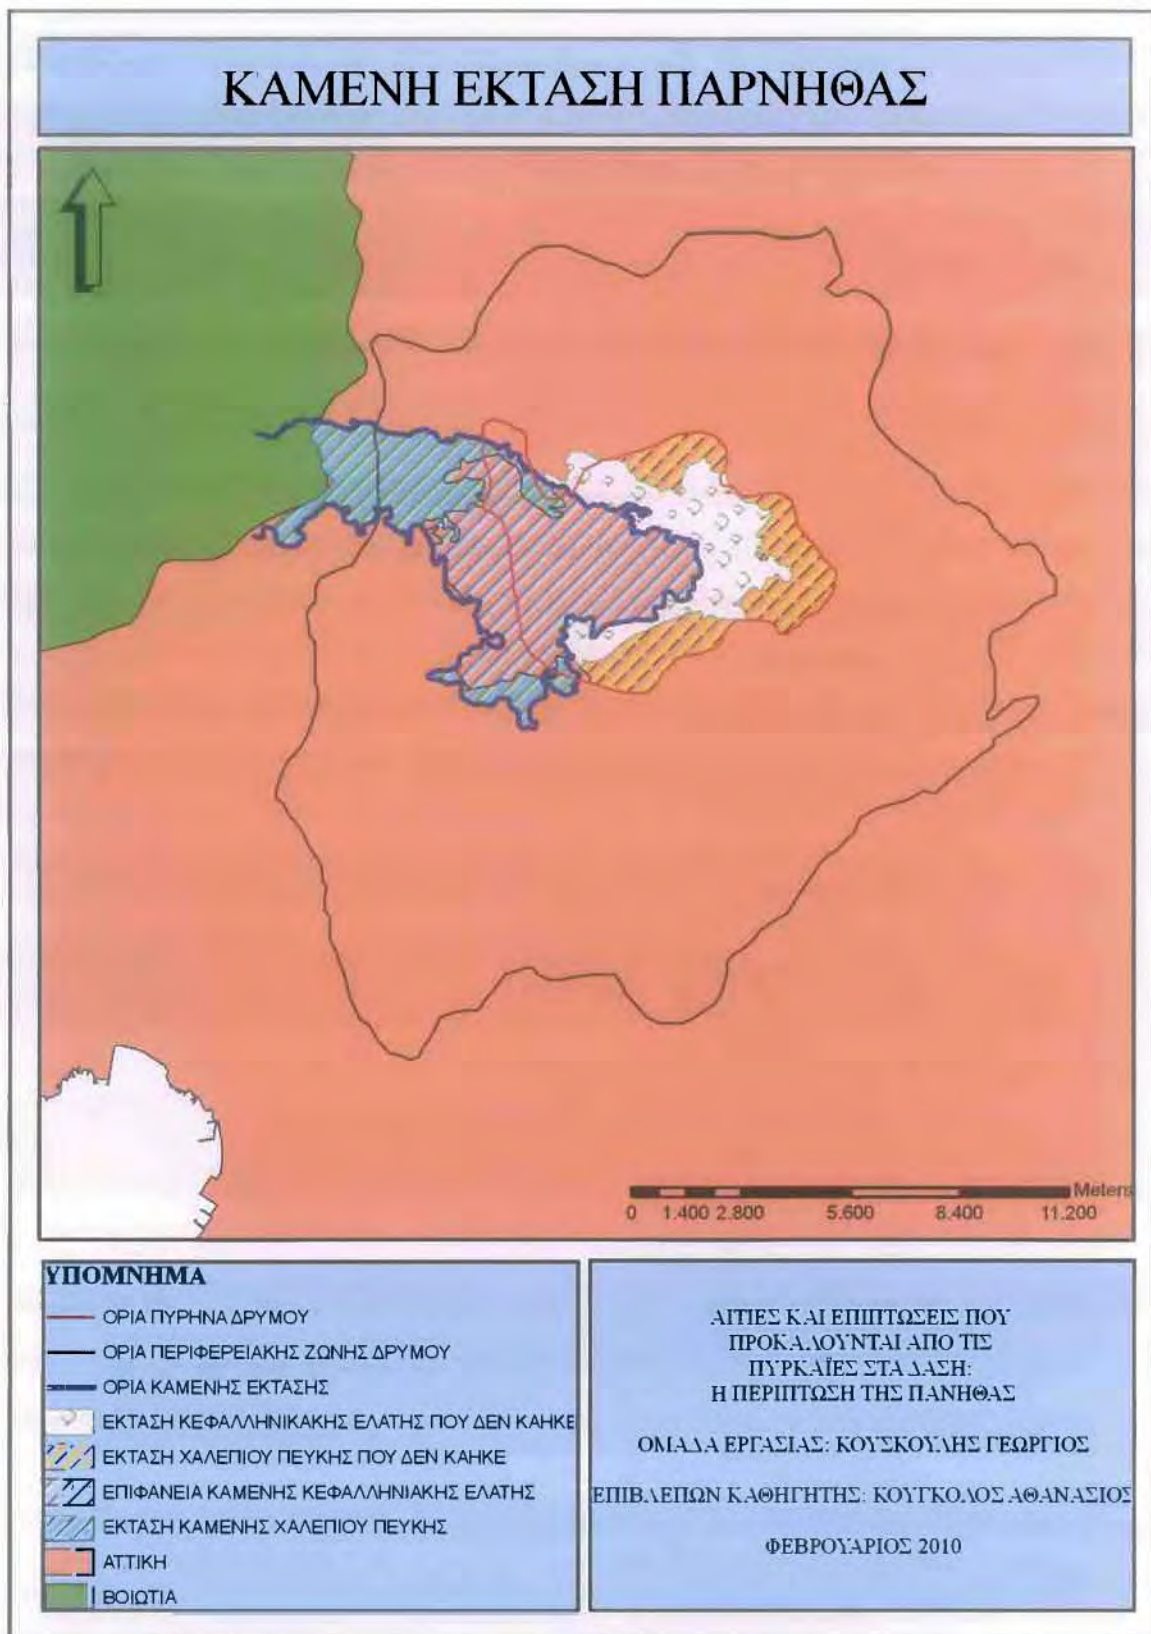 ΚΑΜΕΝΗ ΕΚΤΑΣΗ ΠΑΡΝΗΘΑΣ
Meters
0 1.400 2.800 5.600 8.400 11.200
ΥΠΟΜΝΗΜΑ
ΟΡΙΑ ΠΥΡΗΝΑ ΔΡΥΜΟΥ
ΟΡΙΑ ΠΕΡΙΦΕΡΕΙΑΚΗΣ ΖΩΝΗΣ ΔΡΥΜΟΥ
ΟΡΙΑ ΚΑΜΕΝΗΣ ΕΚΤΑΣΗΣ
ΕΚΤΑΣΗ ΚΕΦΑΛΛΗΝΙΚΑΚΗΣ ΕΛΑΤΗΣ ΠΟΥ ΔΕΝ ΚΑΗΚΕ
ΕΚΤΑΣΗ ΧΑΛΕΠΙΟΥ ΠΕΥΚΗΣ ΠΟΥ ΔΕΝ ΚΑΗΚΕ
ΕΠΙΦΑΝΕΙΑ ΚΑΜΕΝΗΣ ΚΕΦΑΛΛΗΝΙΑΚΗΣ ΕΛΑΤΗΣ
ΕΚΤΑΣΗ ΚΑΜΕΝΗΣ ΧΑΛΕΠΙΟΥ ΠΕΥΚΗΣ
ΑΤΤΙΚΗ
ΒΟΙΩΤΙΑ
ΑΙΤΙΕΣ ΚΑΙ ΕΠΙΠΤΩΣΕΙΣ ΠΟΥ
ΠΡΟΚΑΛΟΥΝΤΑΙ ΑΠΟ ΤΙΣ
ΠΥΡΚΑΪΕΣ ΣΤΑ ΔΑΣΗ:
Η ΠΕΡΙΠΤΩΣΗ ΤΗΣ ΠΑΝΗΘΑΣ
ΟΜΑΔΑ ΕΡΓΑΣΙΑΣ: ΚΟΥΣΚΟΥΛΗΣ ΓΕΩΡΓΙΟΣ
ΕΠΙΒΛΕΠΩΝ ΚΑΘΗΓΗΤΗΣ: ΚΟΥΓΚΟΛΟΣ ΑΘΑΝΑΣΙΟΣ
ΦΕΒΡΟΥΑΡΙΟΣ 2010